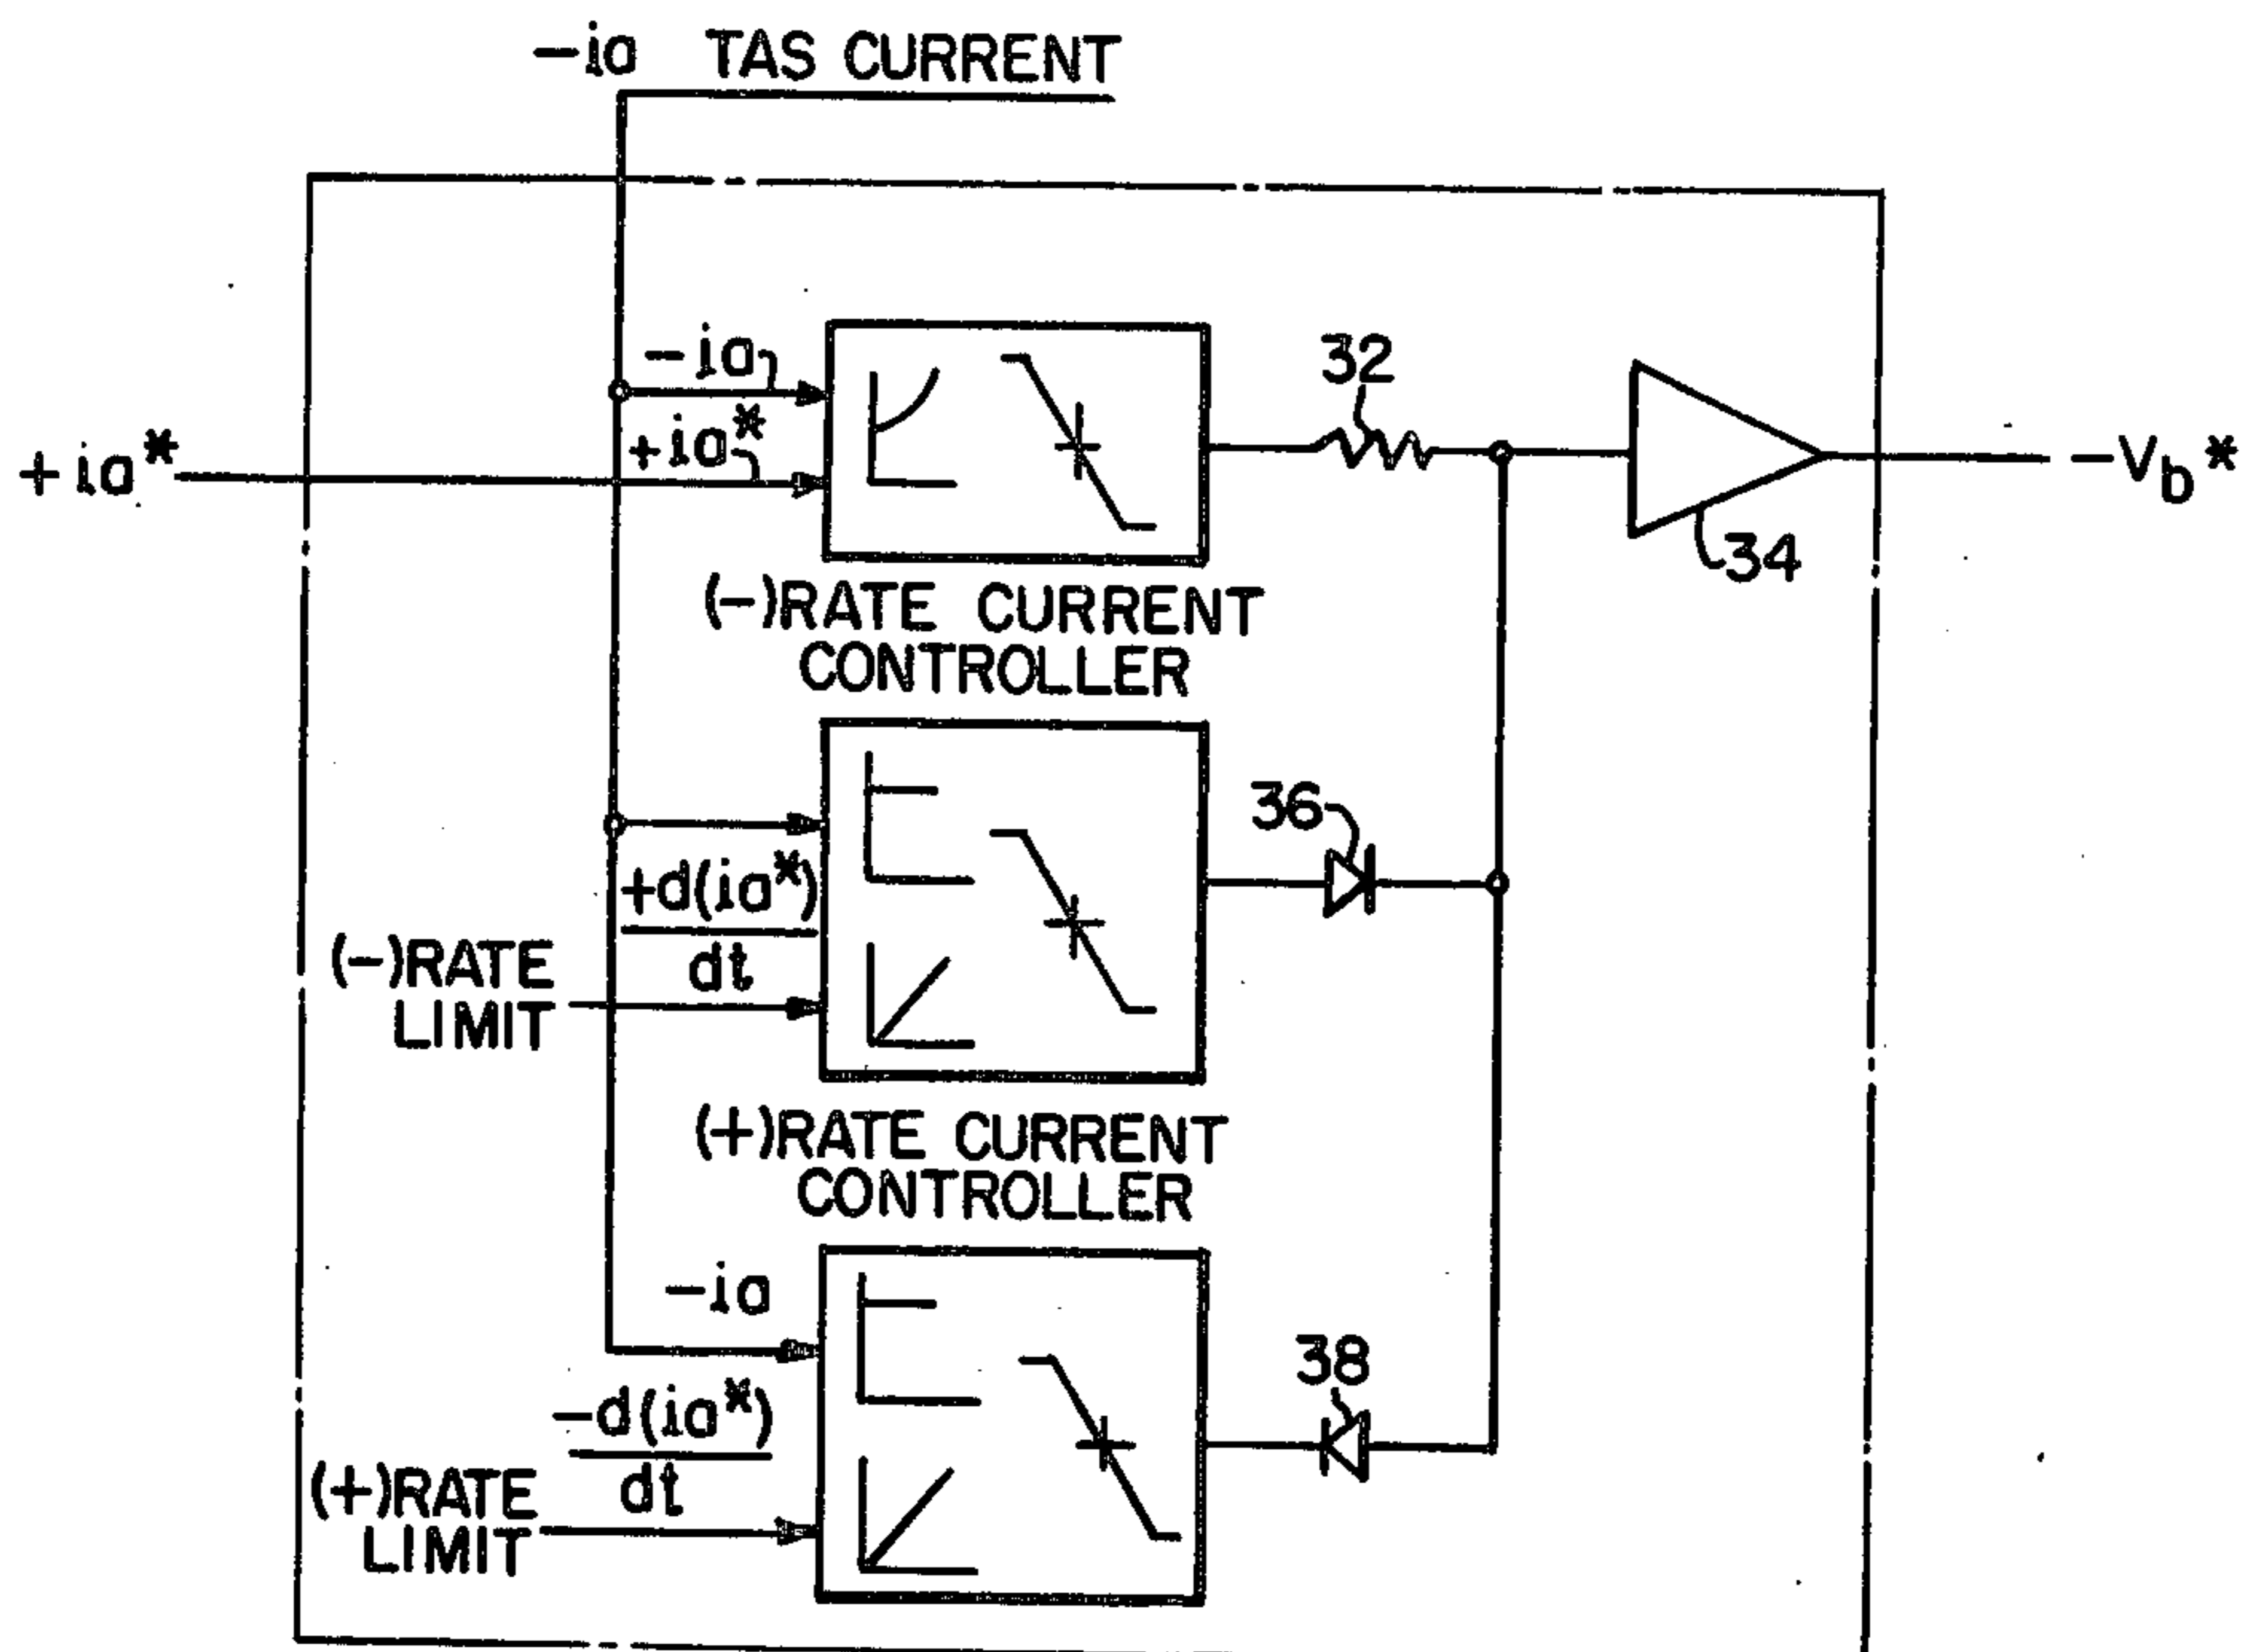 -ia TAS CURRENT
-ia
+ia*
+ia*
32
-Vb*
34
(-)RATE CURRENT
CONTROLLER
36
+d(ia*)
dt
(-)RATE
LIMIT
(+)RATE CURRENT
CONTROLLER
-ia
38
-d(ia*)
dt
(+)RATE
LIMIT